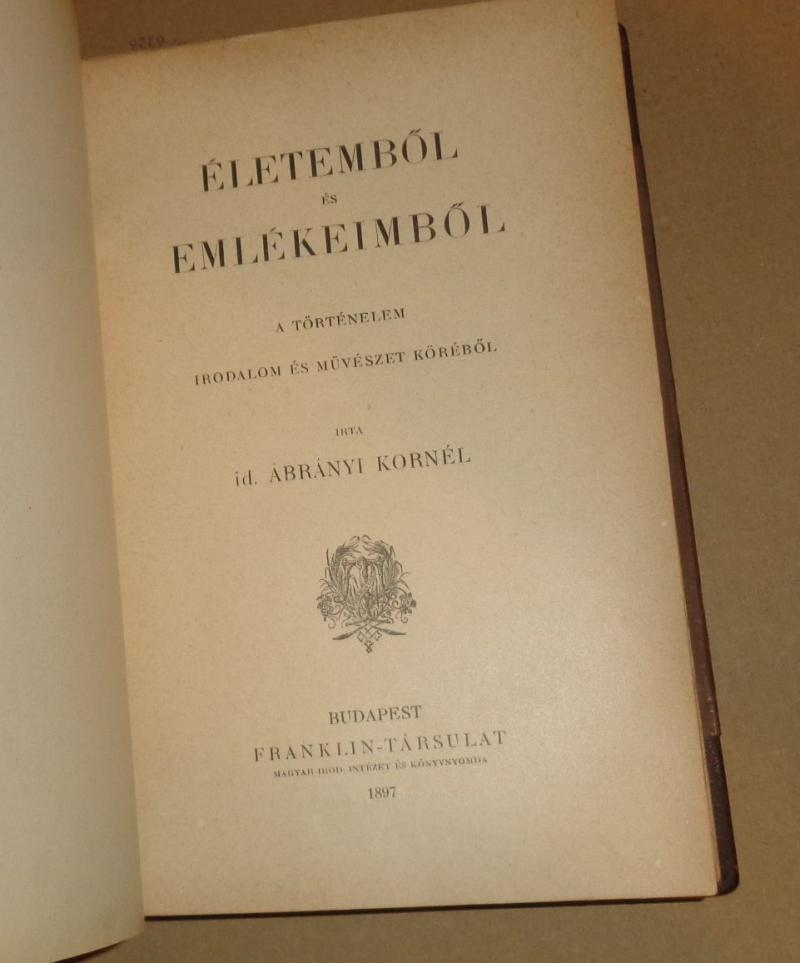 ÉLETEMBŐL
ÉS
EMLÉKEIMBŐL
A TÖRTÉNELEM
IRODALOM ÉS MŰVÉSZET KÖRÉBŐL
IRTA
id. ÁBRÁNYI KORNÉL
BUDAPEST
FRANKLIN-TÁRSULAT
MAGYAR IROD. INTÉZET ÉS KÖNYVNYOMDA
1897